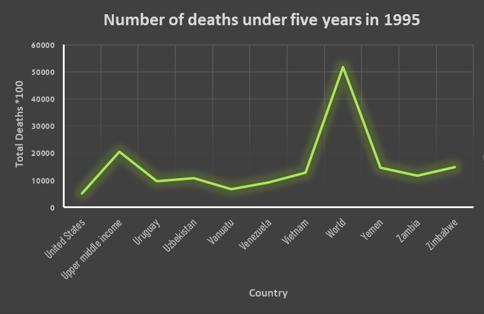 Number of deaths under five years in 1995
Total Deaths *100
60000
50000
40000
30000
20000
10000
0
United States
Upper middle income
Uruguay
Uzbekistan
Vanuatu
Venezuela
Vietnam
World
Yemen
Zambia
Zimbabwe
Country